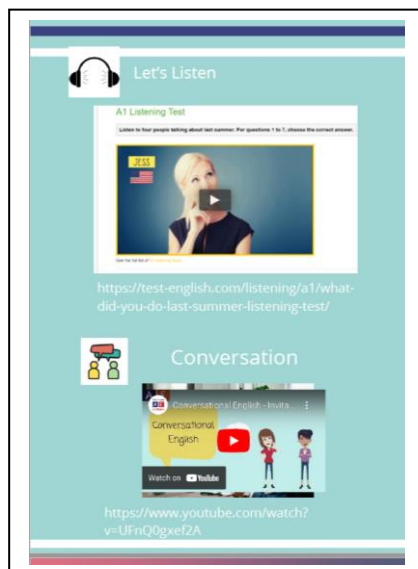 Let's Listen
A1 Listening Test
Listen to four people talking about last summer. For questions 1 to 7, choose the correct answer.
JESS
https://test-english.com/listening/a1/what-
did-you-do-last-summer-listening-test/
Conversation
Conversational English - Invita...
Conversational
English
Watch on YouTube
https://www.youtube.com/watch?
v=UFnQ0gxef2A